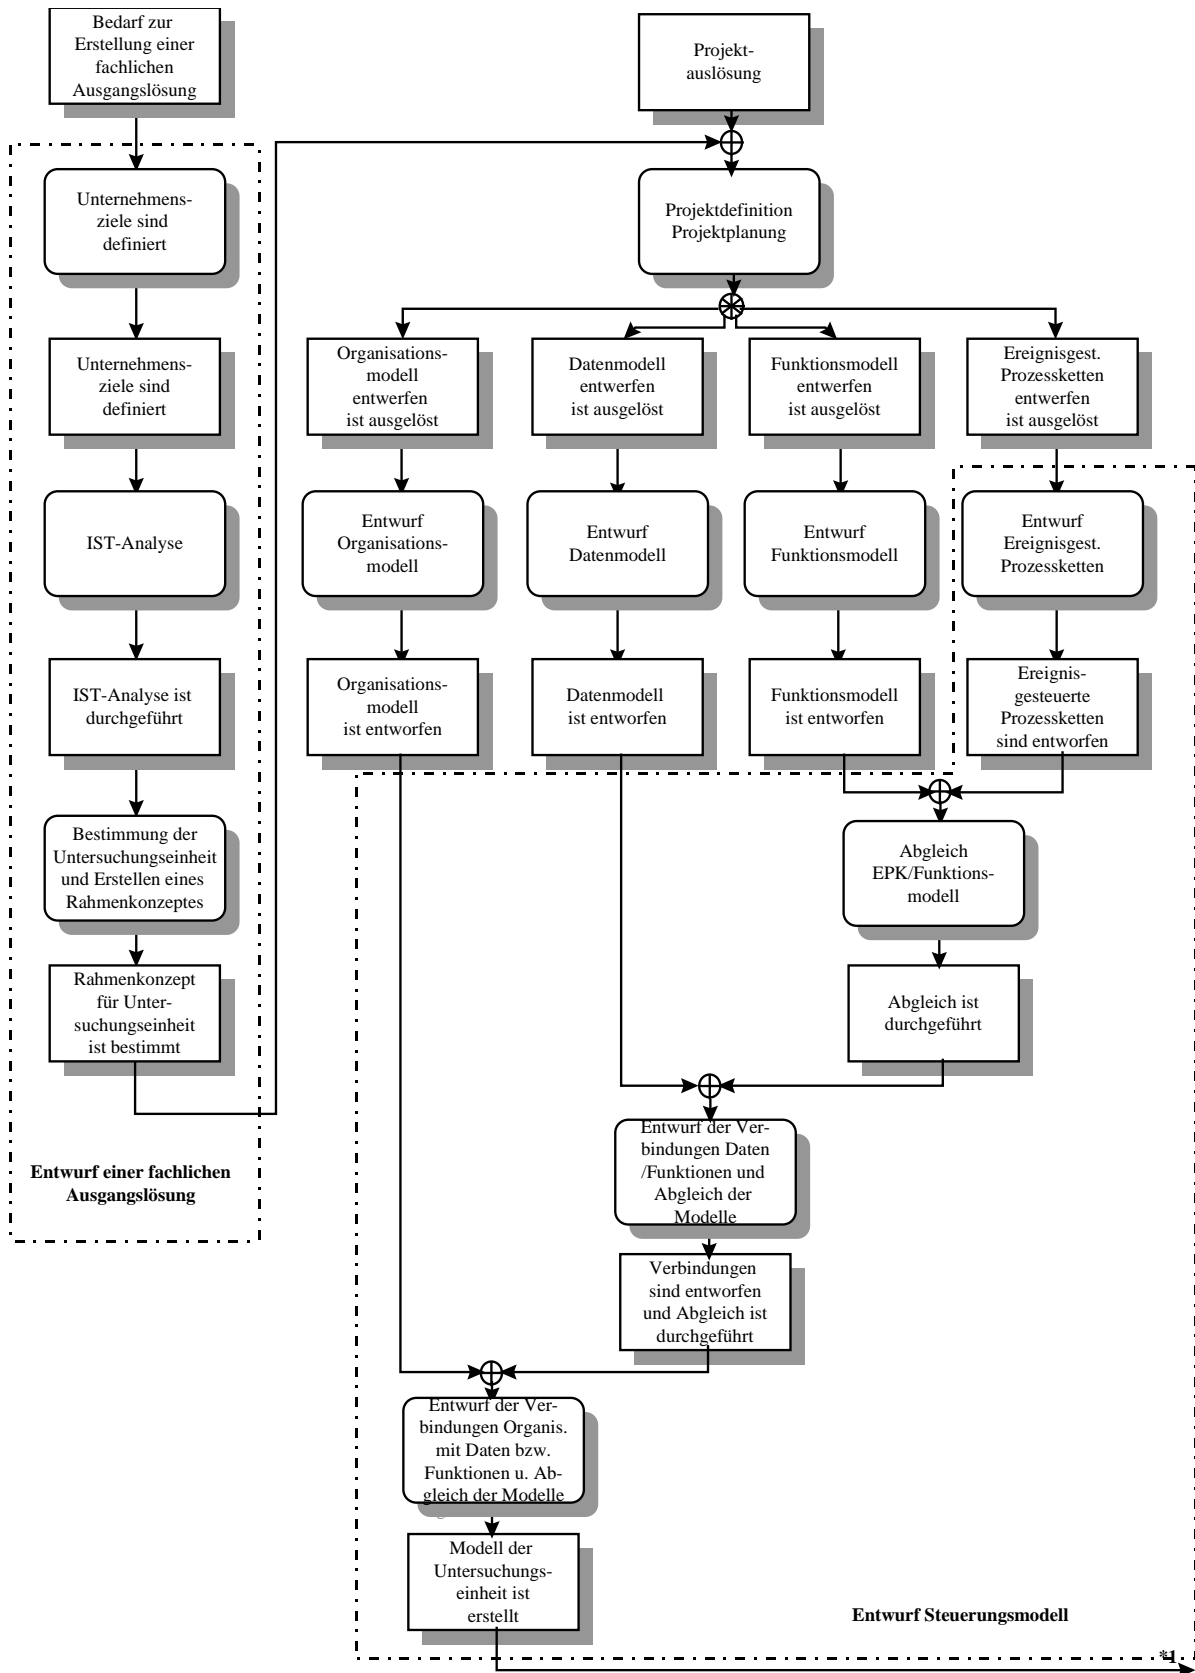 Bedarf zur
Erstellung einer
fachlichen
Ausgangslösung
Unternehmens-
ziele sind
definiert
Unternehmens-
ziele sind
definiert
IST-Analyse
IST-Analyse ist
durchgeführt
Bestimmung der
Untersuchungseinheit
und Erstellen eines
Rahmenkonzeptes
Rahmenkonzept
für Unter-
suchungseinheit
ist bestimmt
Entwurf einer fachlichen
Ausgangslösung
Projekt-
auslösung
Projektdefinition
Projektplanung
Organisations-
modell
entwerfen
ist ausgelöst
Datenmodell
entwerfen
ist ausgelöst
Funktionsmodell
entwerfen
ist ausgelöst
Ereignisgest.
Prozessketten
entwerfen
ist ausgelöst
Entwurf
Organisations-
modell
Entwurf
Datenmodell
Entwurf
Funktionsmodell
Entwurf
Ereignisgest.
Prozessketten
Organisations-
modell
ist entworfen
Datenmodell
ist entworfen
Funktionsmodell
ist entworfen
Ereignis-
gesteuerte
Prozessketten
sind entworfen
Abgleich
EPK/Funktions-
modell
Abgleich ist
durchgeführt
Entwurf der Ver-
bindungen Daten
/Funktionen und
Abgleich der
Modelle
Verbindungen
sind entworfen
und Abgleich ist
durchgeführt
Entwurf der Ver-
bindungen Organis.
mit Daten bzw.
Funktionen u. Ab-
gleich der Modelle
Modell der
Untersuchungs-
einheit ist
erstellt
Entwurf Steuerungsmodell
*1